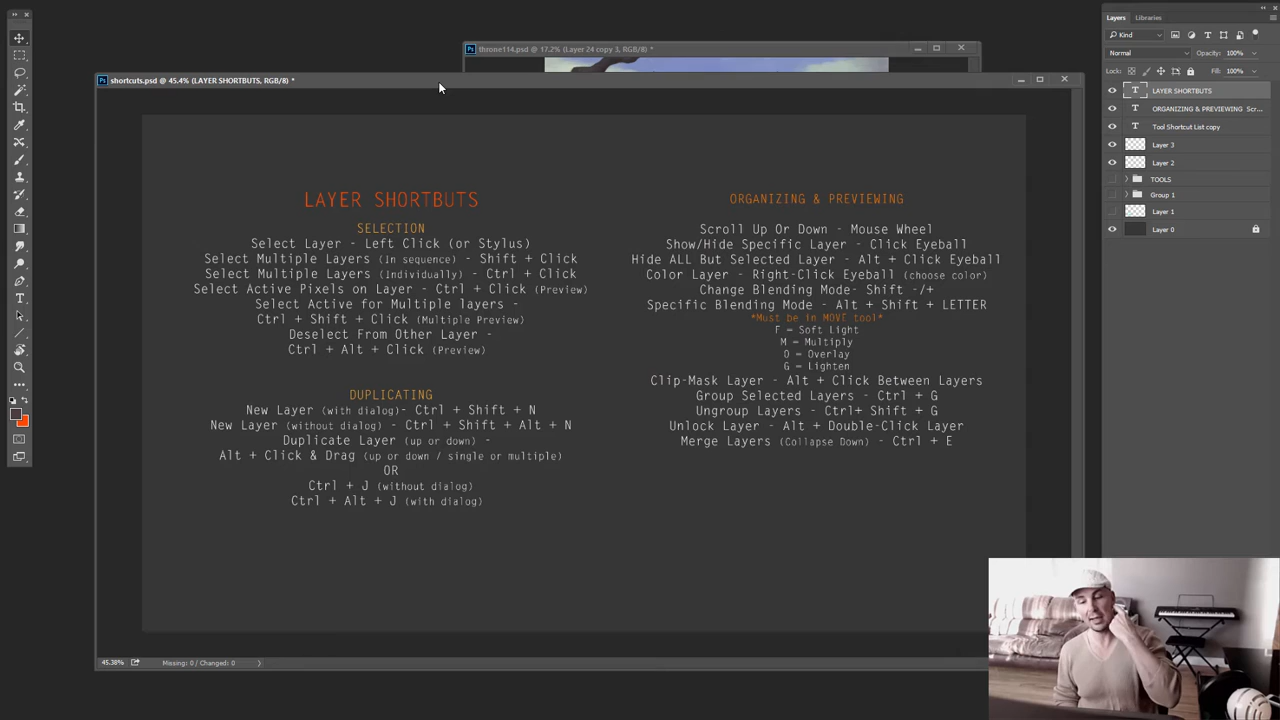 throne114.psd @ 17.2% (Layer 24 copy 3, RGB/8) *
shortcuts.psd @ 45.4% (LAYER SHORTBUTS, RGB/8) *
LAYER SHORTBUTS
SELECTION
Select Layer - Left Click (or Stylus)
Select Multiple Layers (In sequence) - Shift + Click
Select Multiple Layers (Individually) - Ctrl + Click
Select Active Pixels on Layer - Ctrl + Click (Preview)
Select Active for Multiple layers -
Ctrl + Shift + Click (Multiple Preview)
Deselect From Other Layer -
Ctrl + Alt + Click (Preview)
DUPLICATING
New Layer (with dialog)- Ctrl + Shift + N
New Layer (without dialog) - Ctrl + Shift + Alt + N
Duplicate Layer (up or down) -
Alt + Click & Drag (up or down / single or multiple)
OR
Ctrl + J (without dialog)
Ctrl + Alt + J (with dialog)
ORGANIZING & PREVIEWING
Scroll Up Or Down - Mouse Wheel
Show/Hide Specific Layer - Click Eyeball
Hide ALL But Selected Layer - Alt + Click Eyeball
Color Layer - Right-Click Eyeball (choose color)
Change Blending Mode- Shift -/+
Specific Blending Mode - Alt + Shift + LETTER
*Must be in MOVE tool*
F = Soft Light
M = Multiply
O = Overlay
G = Lighten
Clip-Mask Layer - Alt + Click Between Layers
Group Selected Layers - Ctrl + G
Ungroup Layers - Ctrl+ Shift + G
Unlock Layer - Alt + Double-Click Layer
Merge Layers (Collapse Down) - Ctrl + E
45.38%
Missing: 0 / Changed: 0
Layers
Libraries
Kind
Normal
Opacity: 100%
Lock:
Fill: 100%
LAYER SHORTBUTS
ORGANIZING & PREVIEWING Scr...
Tool Shortcut List copy
Layer 3
Layer 2
TOOLS
Group 1
Layer 1
Layer 0